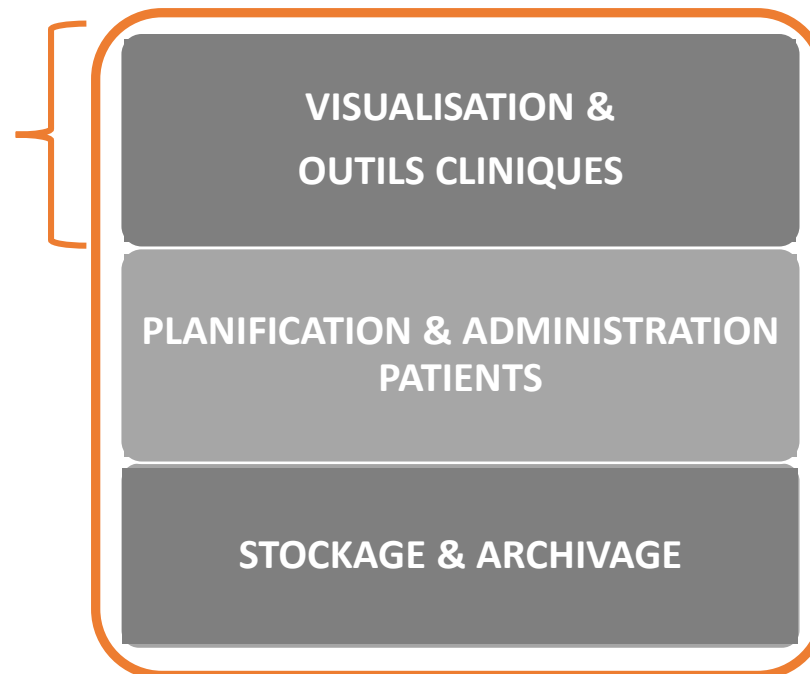 VISUALISATION &
OUTILS CLINIQUES
PLANIFICATION & ADMINISTRATION
PATIENTS
STOCKAGE & ARCHIVAGE